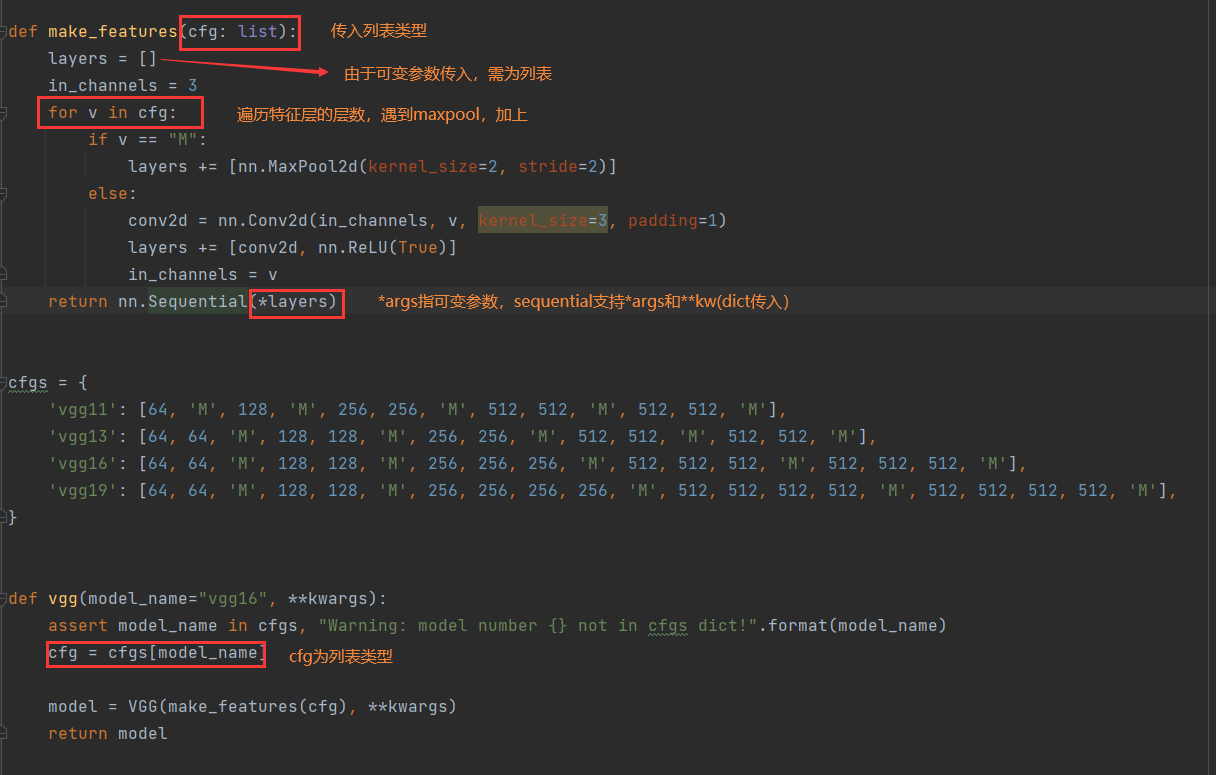 def make_features(cfg: list): 传入列表类型
layers = []
由于可变参数传入，需为列表
in_channels = 3
for v in cfg: 遍历特征层的层数，遇到maxpool，加上
if v == "M":
layers += [nn.MaxPool2d(kernel_size=2, stride=2)]
else:
conv2d = nn.Conv2d(in_channels, v, kernel_size=3, padding=1)
layers += [conv2d, nn.ReLU(True)]
in_channels = v
return nn.Sequential(*layers) *args指可变参数，sequential支持*args和**kw(dict传入)
cfgs = {
'vgg11': [64, 'M', 128, 'M', 256, 256, 'M', 512, 512, 'M', 512, 512, 'M'],
'vgg13': [64, 64, 'M', 128, 128, 'M', 256, 256, 'M', 512, 512, 'M', 512, 512, 'M'],
'vgg16': [64, 64, 'M', 128, 128, 'M', 256, 256, 256, 'M', 512, 512, 512, 'M', 512, 512, 512, 'M'],
'vgg19': [64, 64, 'M', 128, 128, 'M', 256, 256, 256, 256, 'M', 512, 512, 512, 512, 'M', 512, 512, 512, 512, 'M'],
}
def vgg(model_name="vgg16", **kwargs):
assert model_name in cfgs, "Warning: model number {} not in cfgs dict!".format(model_name)
cfg = cfgs[model_name] cfg为列表类型
model = VGG(make_features(cfg), **kwargs)
return model